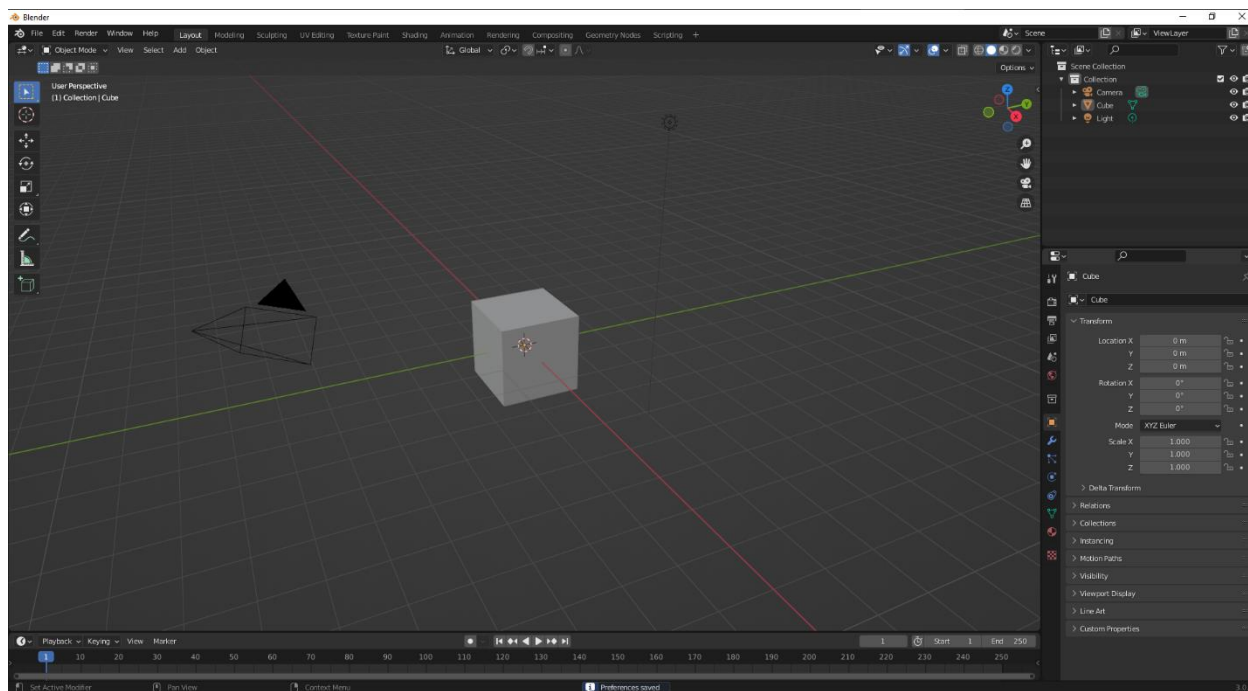 Blender
File Edit Render Window Help Layout Modeling Sculpting UV Editing Texture Paint Shading Animation Rendering Compositing Geometry Nodes Scripting + Scene ViewLayer
Object Mode View Select Add Object Global
Options
User Perspective
(1) Collection | Cube
Z
Y
X
Scene Collection
Collection
Camera
Cube
Light
Cube
Cube
Transform
Location X 0 m
Y 0 m
Z 0 m
Rotation X 0°
Y 0°
Z 0°
Mode XYZ Euler
Scale X 1.000
Y 1.000
Z 1.000
Delta Transform
Relations
Collections
Instancing
Motion Paths
Visibility
Viewport Display
Line Art
Custom Properties
Playback Keying View Marker 1 Start 1 End 250
1 10 20 30 40 50 60 70 80 90 100 110 120 130 140 150 160 170 180 190 200 210 220 230 240 250
Set Active Modifier Pan View Context Menu Preferences saved 3.0